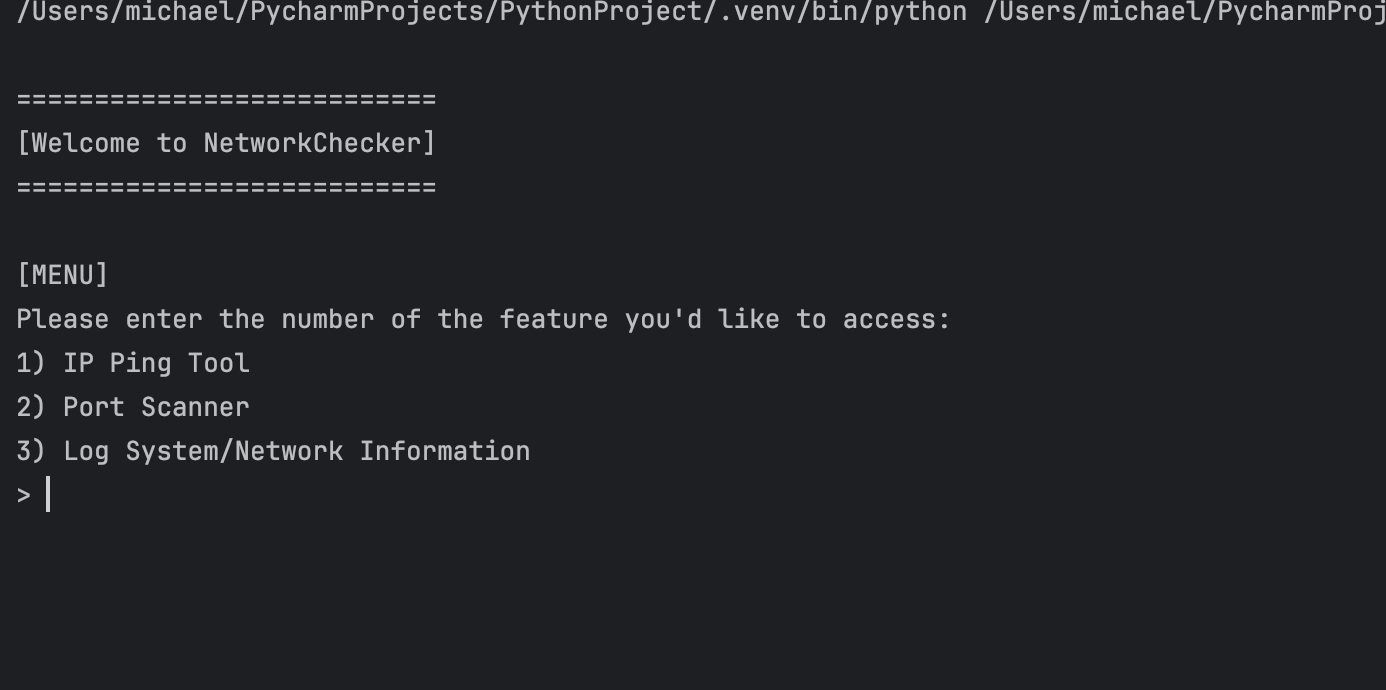 /Users/michael/PycharmProjects/PythonProject/.venv/bin/python /Users/michael/PycharmProj
===========================
[Welcome to NetworkChecker]
===========================
[MENU]
Please enter the number of the feature you'd like to access:
1) IP Ping Tool
2) Port Scanner
3) Log System/Network Information
>